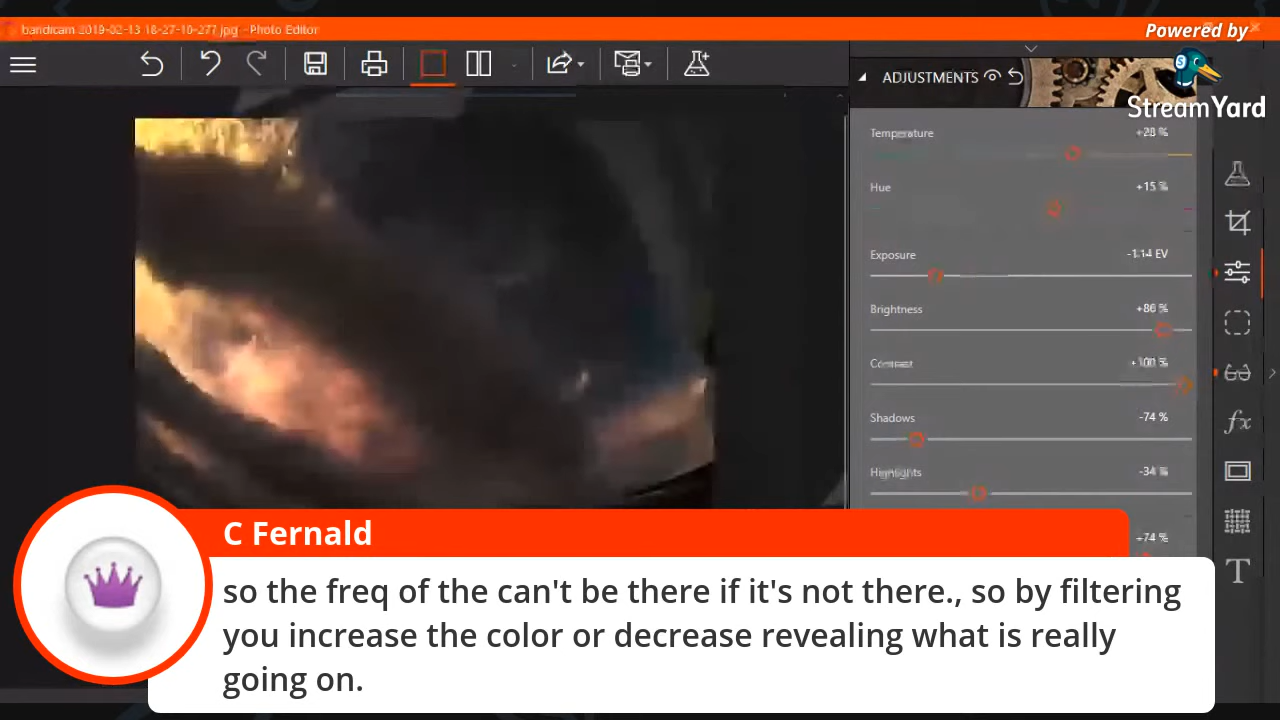 bandicam 2019-02-13 18-27-10-277.jpg - Photo Editor
Powered by
StreamYard
ADJUSTMENTS
Temperature +28 %
Hue +15 %
Exposure -1.14 EV
Brightness +86 %
Contrast +100 %
Shadows -74 %
Highlights -34 %
+74 %
T
C Fernald
so the freq of the can't be there if it's not there., so by filtering
you increase the color or decrease revealing what is really
going on.